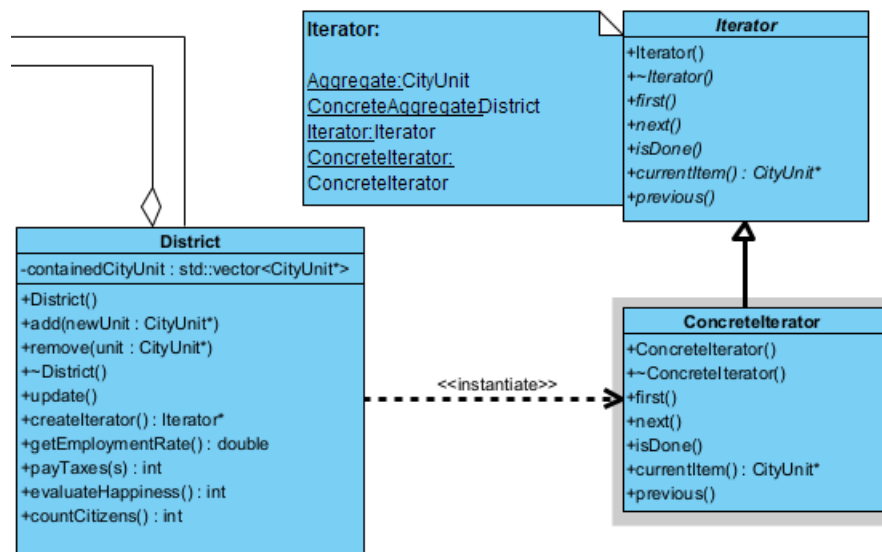 Iterator:
Aggregate:CityUnit
ConcreteAggregate:District
Iterator:Iterator
ConcreteIterator:
ConcreteIterator
Iterator
+Iterator()
+~Iterator()
+first()
+next()
+isDone()
+currentItem() : CityUnit*
+previous()
District
-containedCityUnit : std::vector<CityUnit*>
+District()
+add(newUnit : CityUnit*)
+remove(unit : CityUnit*)
+~District()
+update()
+createIterator() : Iterator*
+getEmploymentRate() : double
+payTaxes(s) : int
+evaluateHappiness() : int
+countCitizens() : int
<<instantiate>>
ConcreteIterator
+ConcreteIterator()
+~ConcreteIterator()
+first()
+next()
+isDone()
+currentItem() : CityUnit*
+previous()